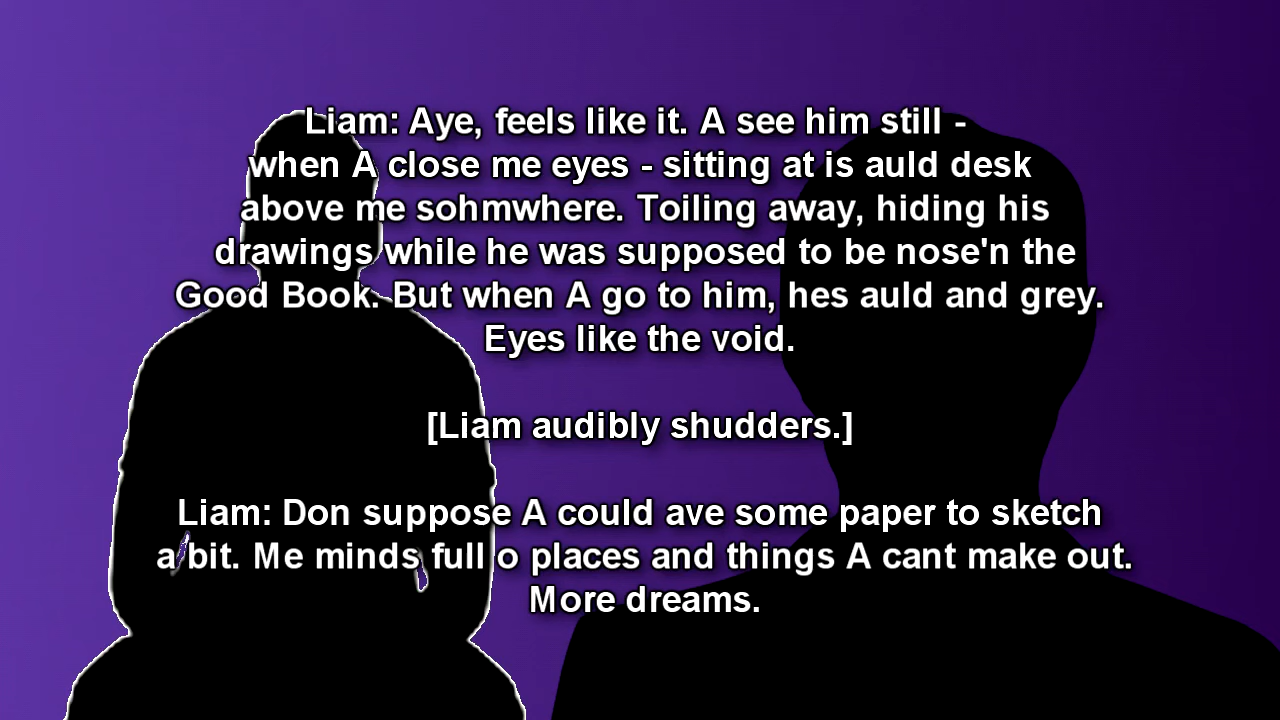 Liam: Aye, feels like it. A see him still -
when A close me eyes - sitting at is auld desk
above me sohmwhere. Toiling away, hiding his
drawings while he was supposed to be nose'n the
Good Book. But when A go to him, hes auld and grey.
Eyes like the void.
[Liam audibly shudders.]
Liam: Don suppose A could ave some paper to sketch
a bit. Me minds full o places and things A cant make out.
More dreams.